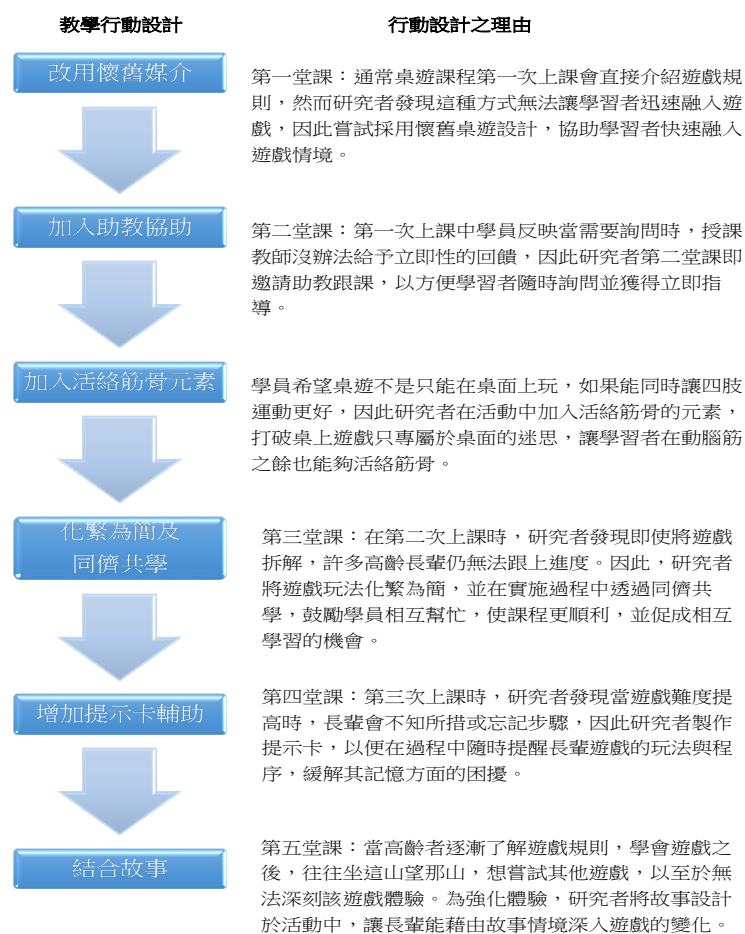 教學行動設計
行動設計之理由
改用懷舊媒介
第一堂課：通常桌遊課程第一次上課會直接介紹遊戲規
則，然而研究者發現這種方式無法讓學習者迅速融入遊
戲，因此嘗試採用懷舊桌遊設計，協助學習者快速融入
遊戲情境。
加入助教協助
第二堂課：第一次上課中學員反映當需要詢問時，授課
教師沒辦法給予立即性的回饋，因此研究者第二堂課即
邀請助教跟課，以方便學習者隨時詢問並獲得立即指
導。
加入活絡筋骨元素
學員希望桌遊不是只能在桌面上玩，如果能同時讓四肢
運動更好，因此研究者在活動中加入活絡筋骨的元素，
打破桌上遊戲只專屬於桌面的迷思，讓學習者在動腦筋
之餘也能夠活絡筋骨。
化繁為簡及
同儕共學
第三堂課：在第二次上課時，研究者發現即使將遊戲
拆解，許多高齡長輩仍無法跟上進度。因此，研究者
將遊戲玩法化繁為簡，並在實施過程中透過同儕共
學，鼓勵學員相互幫忙，使課程更順利，並促成相互
學習的機會。
增加提示卡輔助
第四堂課：第三次上課時，研究者發現當遊戲難度提
高時，長輩會不知所措或忘記步驟，因此研究者製作
提示卡，以便在過程中隨時提醒長輩遊戲的玩法與程
序，緩解其記憶方面的困擾。
結合故事
第五堂課：當高齡者逐漸了解遊戲規則，學會遊戲之
後，往往坐這山望那山，想嘗試其他遊戲，以至於無
法深刻該遊戲體驗。為強化體驗，研究者將故事設計
於活動中，讓長輩能藉由故事情境深入遊戲的變化。